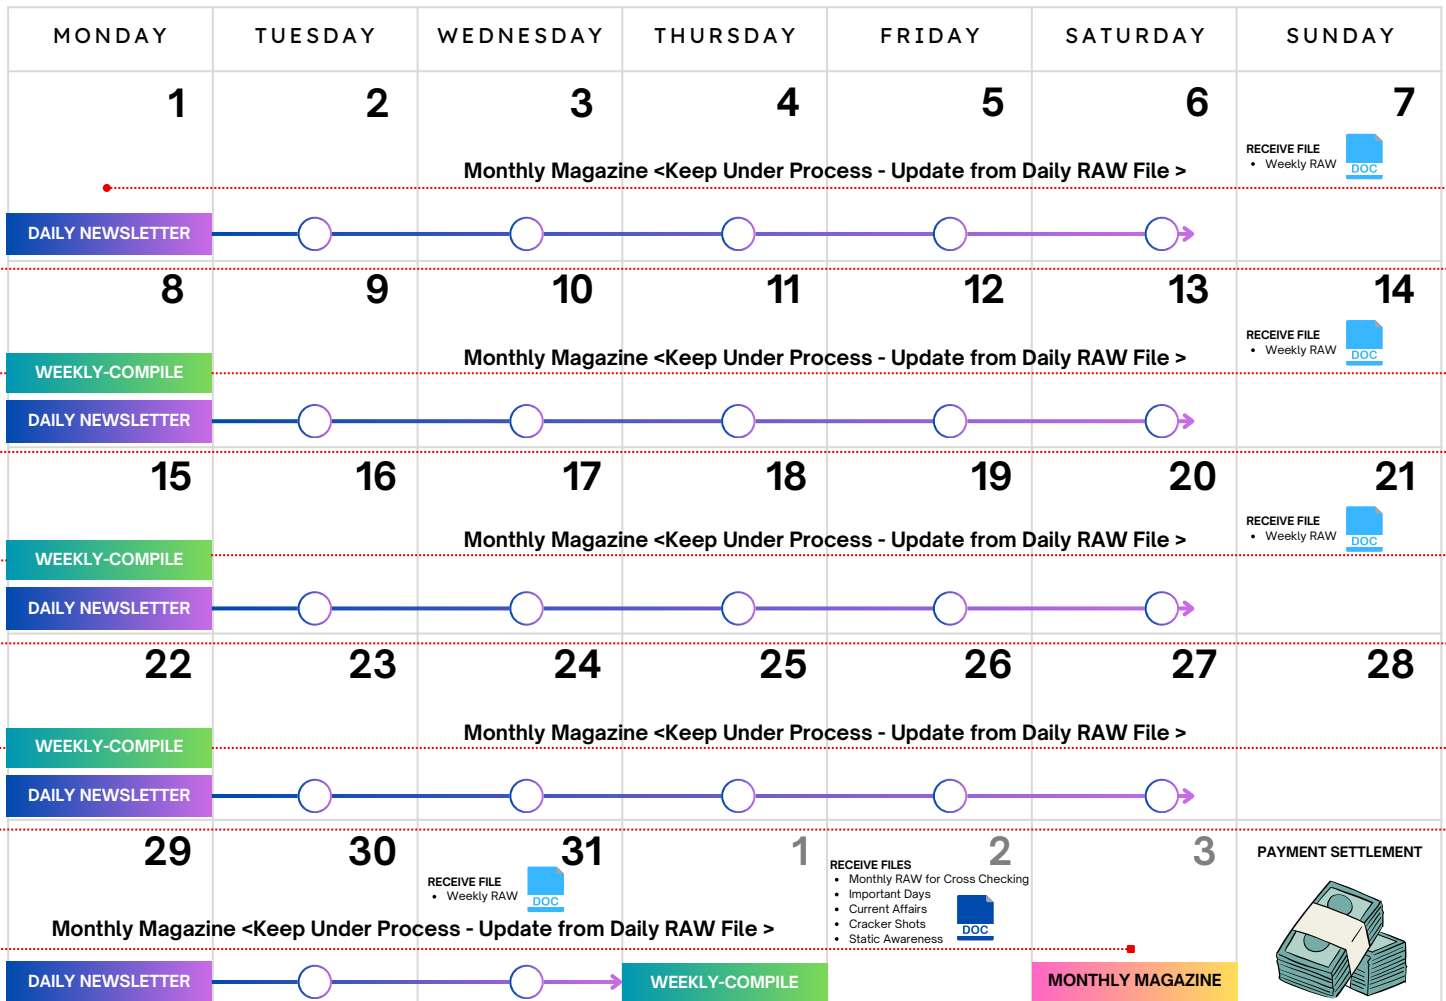 MONDAY TUESDAY WEDNESDAY THURSDAY FRIDAY SATURDAY SUNDAY
1 2 3 4 5 6 7
RECEIVE FILE
• Weekly RAW
DOC
Monthly Magazine <Keep Under Process - Update from Daily RAW File >
DAILY NEWSLETTER
8 9 10 11 12 13 14
RECEIVE FILE
• Weekly RAW
DOC
Monthly Magazine <Keep Under Process - Update from Daily RAW File >
WEEKLY-COMPILE
DAILY NEWSLETTER
15 16 17 18 19 20 21
RECEIVE FILE
• Weekly RAW
DOC
Monthly Magazine <Keep Under Process - Update from Daily RAW File >
WEEKLY-COMPILE
DAILY NEWSLETTER
22 23 24 25 26 27 28
Monthly Magazine <Keep Under Process - Update from Daily RAW File >
WEEKLY-COMPILE
DAILY NEWSLETTER
29 30 31 1 2 3
PAYMENT SETTLEMENT
RECEIVE FILE
• Weekly RAW
DOC
RECEIVE FILES
• Monthly RAW for Cross Checking
• Important Days
• Current Affairs
• Cracker Shots
• Static Awareness
DOC
Monthly Magazine <Keep Under Process - Update from Daily RAW File >
DAILY NEWSLETTER
WEEKLY-COMPILE
MONTHLY MAGAZINE